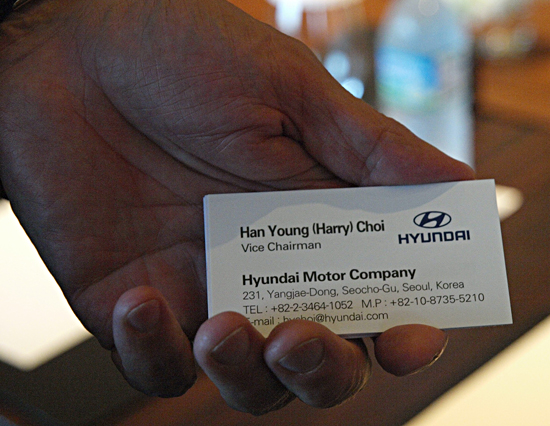 Han Young (Harry) Choi
Vice Chairman
HYUNDAI
Hyundai Motor Company
231, Yangjae-Dong, Seocho-Gu, Seoul, Korea
TEL : +82-2-3464-1052 M.P : +82-10-8735-5210
E-mail : hychoi@hyundai.com